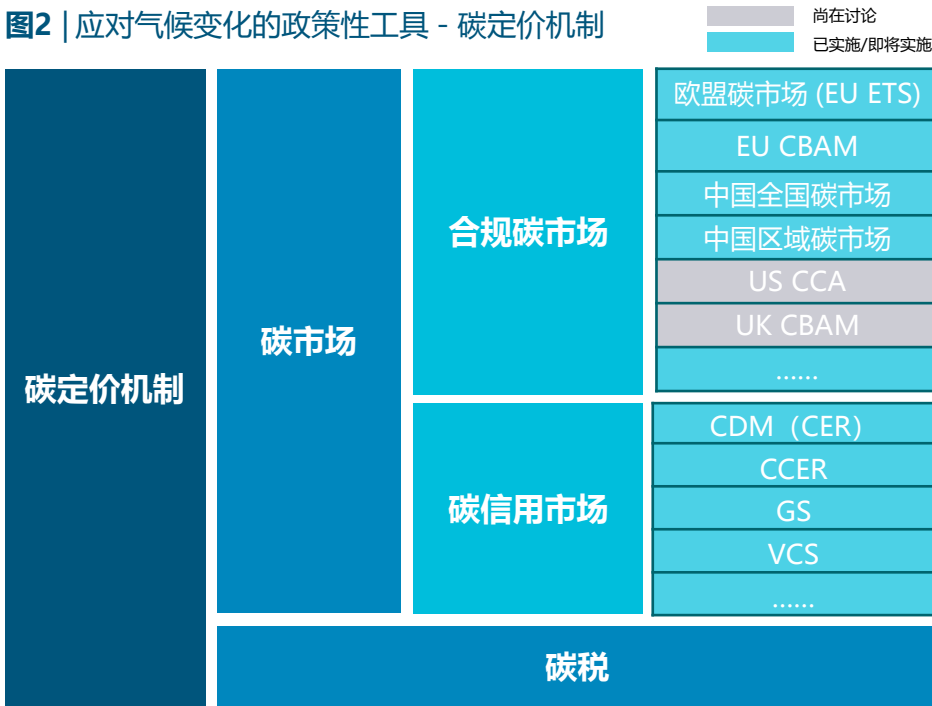 图2 | 应对气候变化的政策性工具 - 碳定价机制
尚在讨论
已实施/即将实施
碳定价机制
碳市场
合规碳市场
欧盟碳市场 (EU ETS)
EU CBAM
中国全国碳市场
中国区域碳市场
US CCA
UK CBAM
......
碳信用市场
CDM（CER）
CCER
GS
VCS
......
碳税